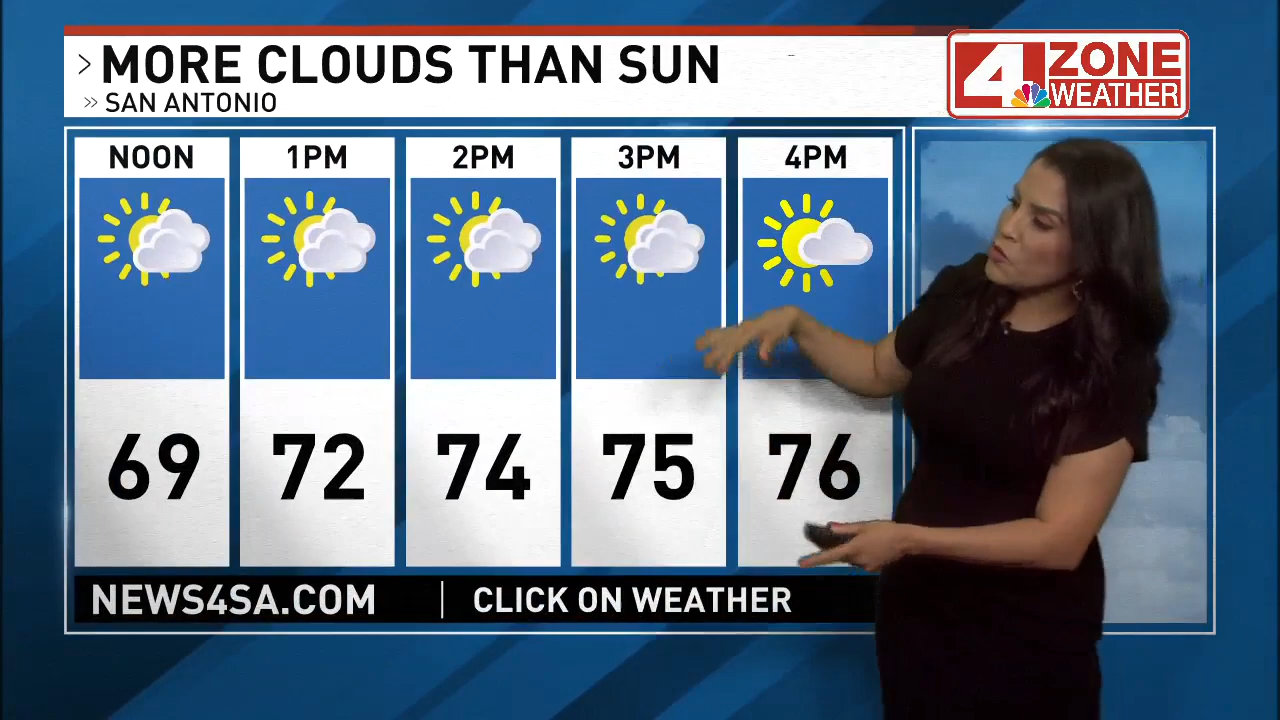 > MORE CLOUDS THAN SUN
» SAN ANTONIO
4 ZONE
WEATHER
NOON 1PM 2PM 3PM 4PM
69 72 74 75 76
NEWS4SA.COM | CLICK ON WEATHER